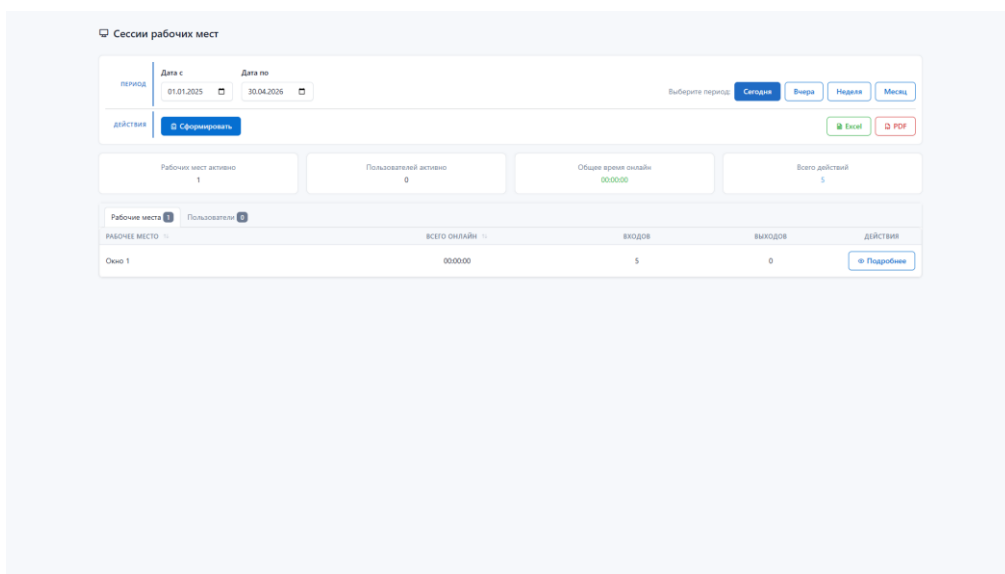 Сессии рабочих мест
Дата с Дата по
ПЕРИОД 01.01.2025 30.04.2026 Выберите период: Сегодня Вчера Неделя Месяц
ДЕЙСТВИЯ Сформировать Excel PDF
Рабочих мест активно Пользователей активно Общее время онлайн Всего действий
1 0 00:00:00 5
Рабочие места 1 Пользователи 0
РАБОЧЕЕ МЕСТО ВСЕГО ОНЛАЙН ВХОДОВ ВЫХОДОВ ДЕЙСТВИЯ
Окно 1 00:00:00 5 0 Подробнее